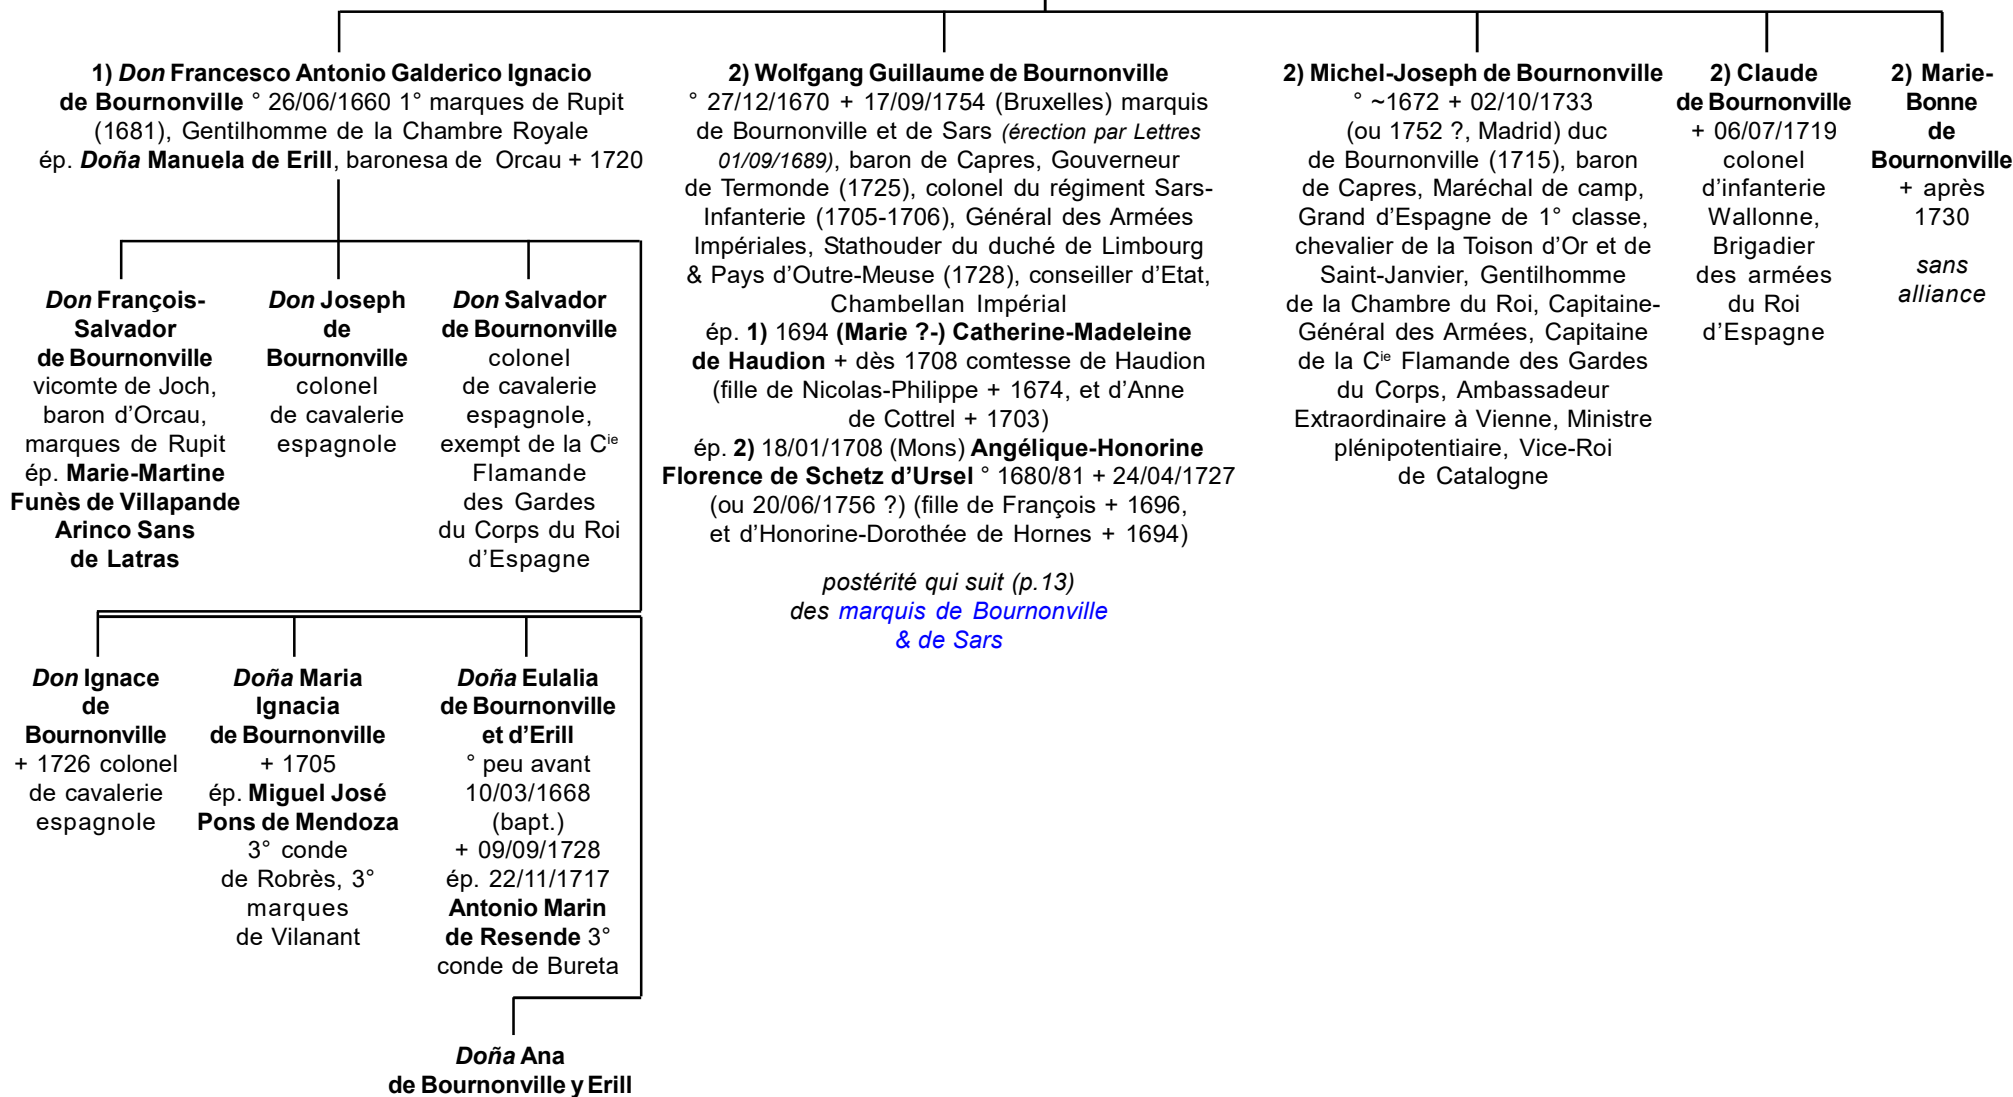 1) Don Francesco Antonio Galderico Ignacio
de Bournonville ° 26/06/1660 1° marques de Rupit
(1681), Gentilhomme de la Chambre Royale
ép. Doña Manuela de Erill, baronesa de Orcau + 1720
2) Wolfgang Guillaume de Bournonville
° 27/12/1670 + 17/09/1754 (Bruxelles) marquis
de Bournonville et de Sars (érection par Lettres
01/09/1689), baron de Capres, Gouverneur
de Termonde (1725), colonel du régiment Sars-
Infanterie (1705-1706), Général des Armées
Impériales, Stathouder du duché de Limbourg
& Pays d’Outre-Meuse (1728), conseiller d’Etat,
Chambellan Impérial
ép. 1) 1694 (Marie ?-) Catherine-Madeleine
de Haudion + dès 1708 comtesse de Haudion
(fille de Nicolas-Philippe + 1674, et d’Anne
de Cottrel + 1703)
ép. 2) 18/01/1708 (Mons) Angélique-Honorine
Florence de Schetz d’Ursel ° 1680/81 + 24/04/1727
(ou 20/06/1756 ?) (fille de François + 1696,
et d’Honorine-Dorothée de Hornes + 1694)
postérité qui suit (p.13)
des marquis de Bournonville
& de Sars
2) Michel-Joseph de Bournonville
° ~1672 + 02/10/1733
(ou 1752 ?, Madrid) duc
de Bournonville (1715), baron
de Capres, Maréchal de camp,
Grand d’Espagne de 1° classe,
chevalier de la Toison d’Or et de
Saint-Janvier, Gentilhomme
de la Chambre du Roi, Capitaine-
Général des Armées, Capitaine
de la Cie Flamande des Gardes
du Corps, Ambassadeur
Extraordinaire à Vienne, Ministre
plénipotentiaire, Vice-Roi
de Catalogne
2) Claude
de Bournonville
+ 06/07/1719
colonel
d’infanterie
Wallonne,
Brigadier
des armées
du Roi
d’Espagne
2) Marie-
Bonne
de
Bournonville
+ après
1730
sans
alliance
Don François-
Salvador
de Bournonville
vicomte de Joch,
baron d’Orcau,
marques de Rupit
ép. Marie-Martine
Funès de Villapande
Arinco Sans
de Latras
Don Joseph
de
Bournonville
colonel
de cavalerie
espagnole
Don Salvador
de Bournonville
colonel
de cavalerie
espagnole,
exempt de la Cie
Flamande
des Gardes
du Corps du Roi
d’Espagne
Don Ignace
de
Bournonville
+ 1726 colonel
de cavalerie
espagnole
Doña Maria
Ignacia
de Bournonville
+ 1705
ép. Miguel José
Pons de Mendoza
3° conde
de Robrès, 3°
marques
de Vilanant
Doña Eulalia
de Bournonville
et d’Erill
° peu avant
10/03/1668
(bapt.)
+ 09/09/1728
ép. 22/11/1717
Antonio Marin
de Resende 3°
conde de Bureta
Doña Ana
de Bournonville y Erill